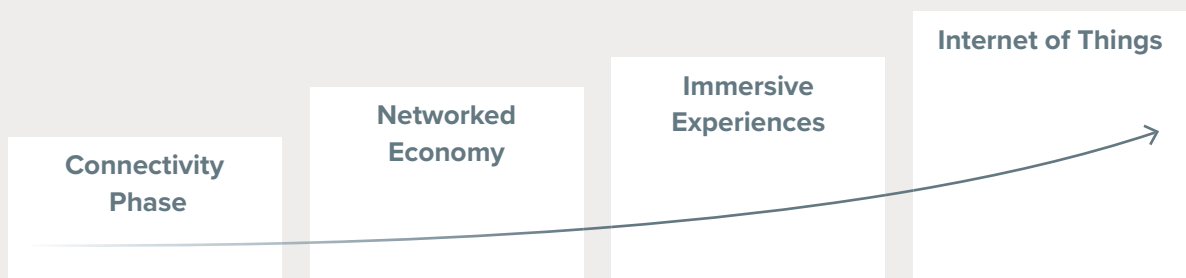 Connectivity
Phase
Networked
Economy
Immersive
Experiences
Internet of Things